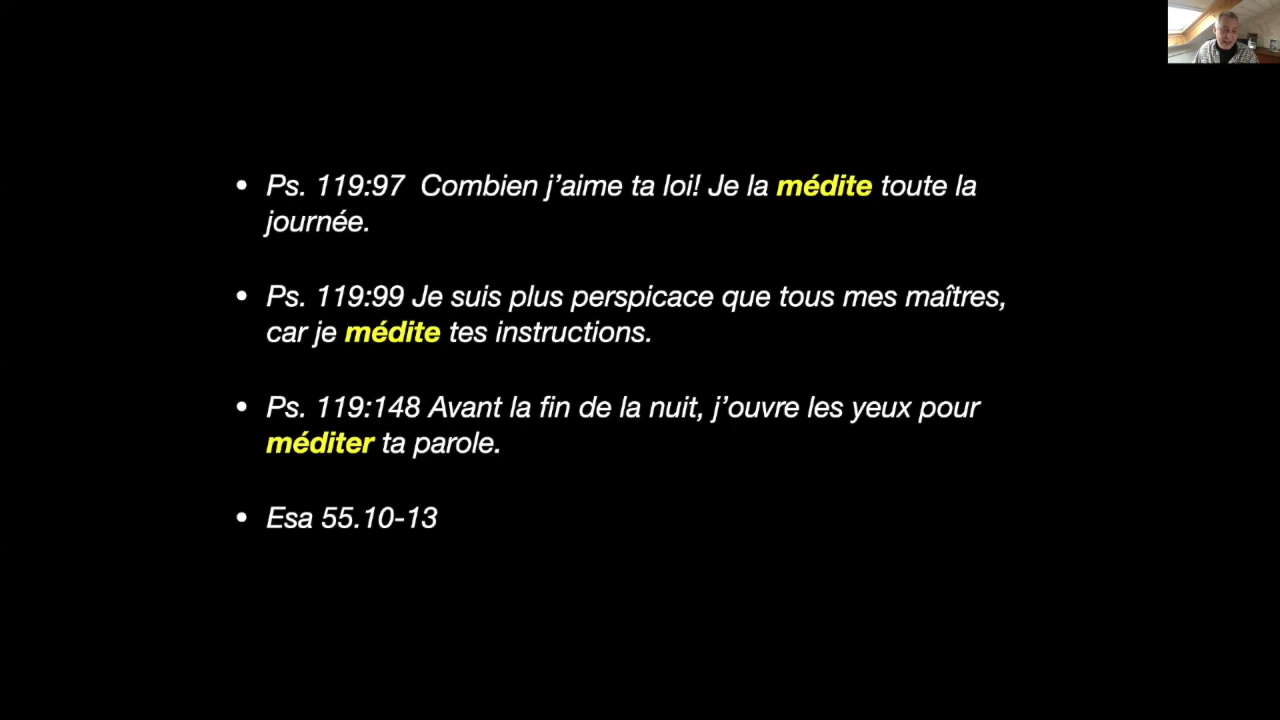 • Ps. 119:97  Combien j’aime ta loi! Je la médite toute la
journée.
• Ps. 119:99 Je suis plus perspicace que tous mes maîtres,
car je médite tes instructions.
• Ps. 119:148 Avant la fin de la nuit, j’ouvre les yeux pour
méditer ta parole.
• Esa 55.10-13